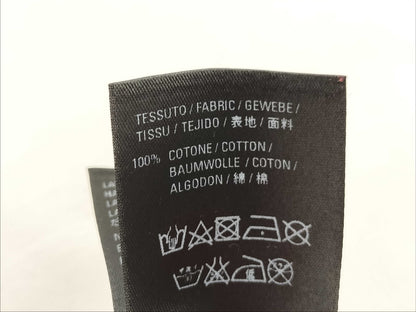 TESSUTO / FABRIC / GEWEBE /
TISSU / TEJIDO / 表地 / 面料
100% COTONE / COTTON /
BAUMWOLLE / COTON /
ALGODON / 綿 / 棉